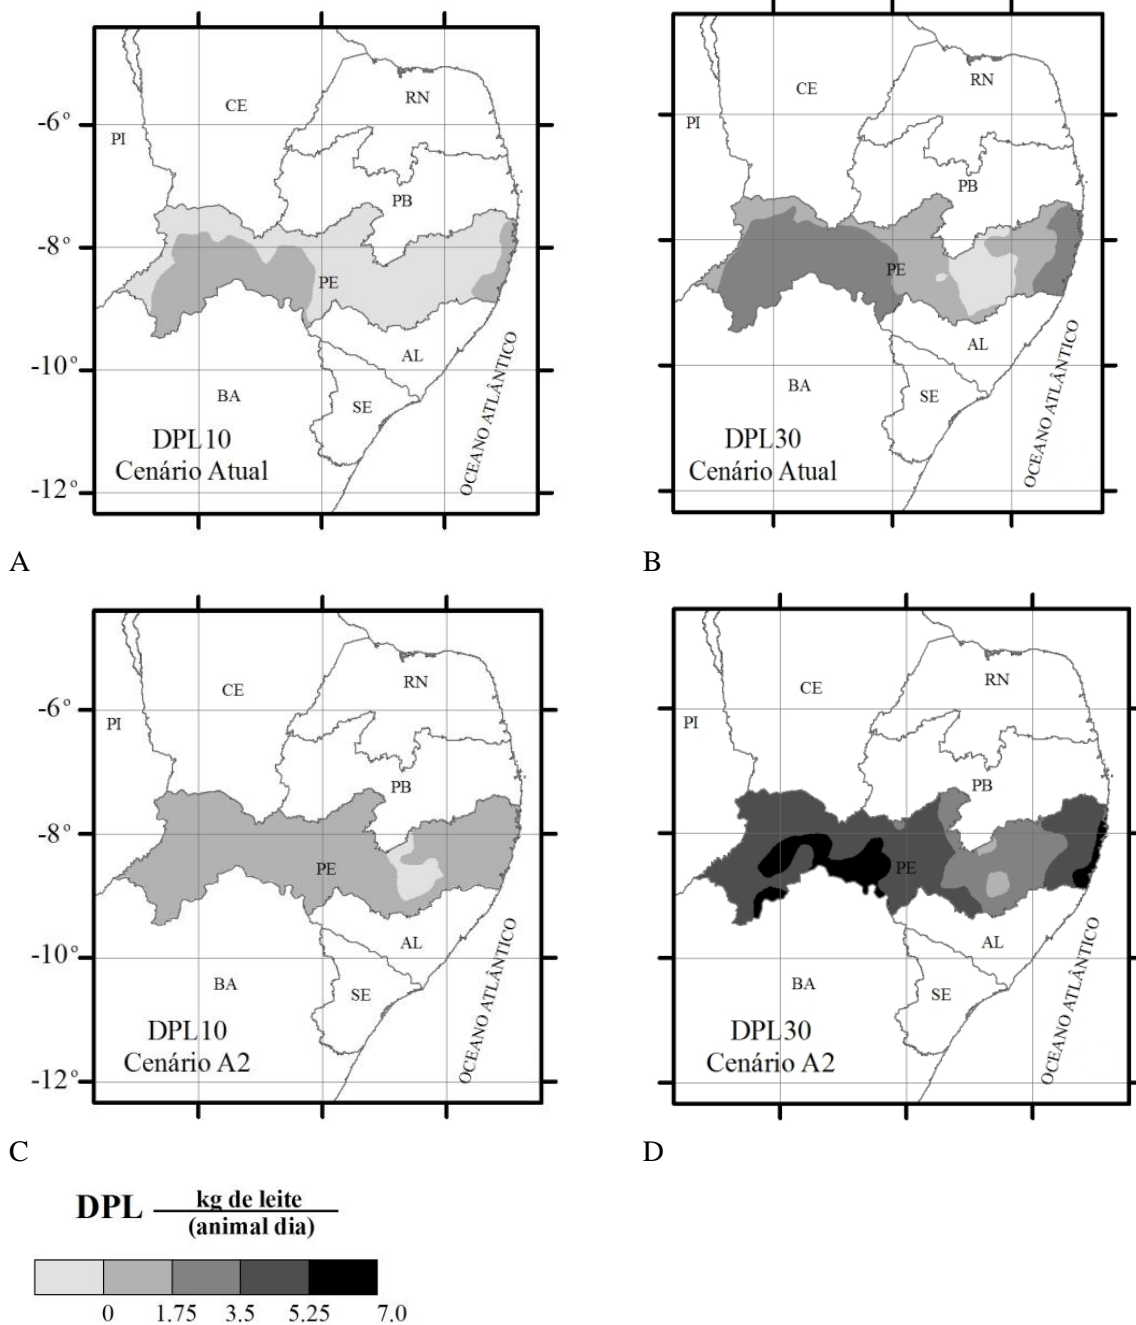 CE
RN
-6°
PI
PB
-8°
PE
AL
-10°
BA
SE
OCEANO ATLÂNTICO
DPL10
Cenário Atual
-12°
A
CE
RN
PI
PB
PE
AL
BA
SE
OCEANO ATLÂNTICO
DPL30
Cenário Atual
B
CE
RN
-6°
PI
PB
-8°
PE
AL
-10°
BA
SE
OCEANO ATLÂNTICO
DPL10
Cenário A2
-12°
C
CE
RN
PI
PB
PE
AL
BA
SE
OCEANO ATLÂNTICO
DPL30
Cenário A2
D
DPL kg de leite
(animal dia)
0 1.75 3.5 5.25 7.0